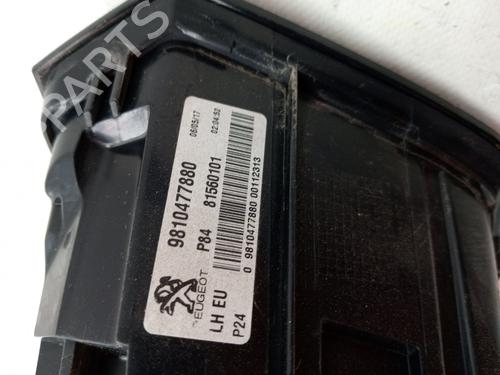 PARTS
06/05/17
02:04:52
9810477880
P84
81560101
0 9810477880 00112313
PEUGEOT
LH EU
P24